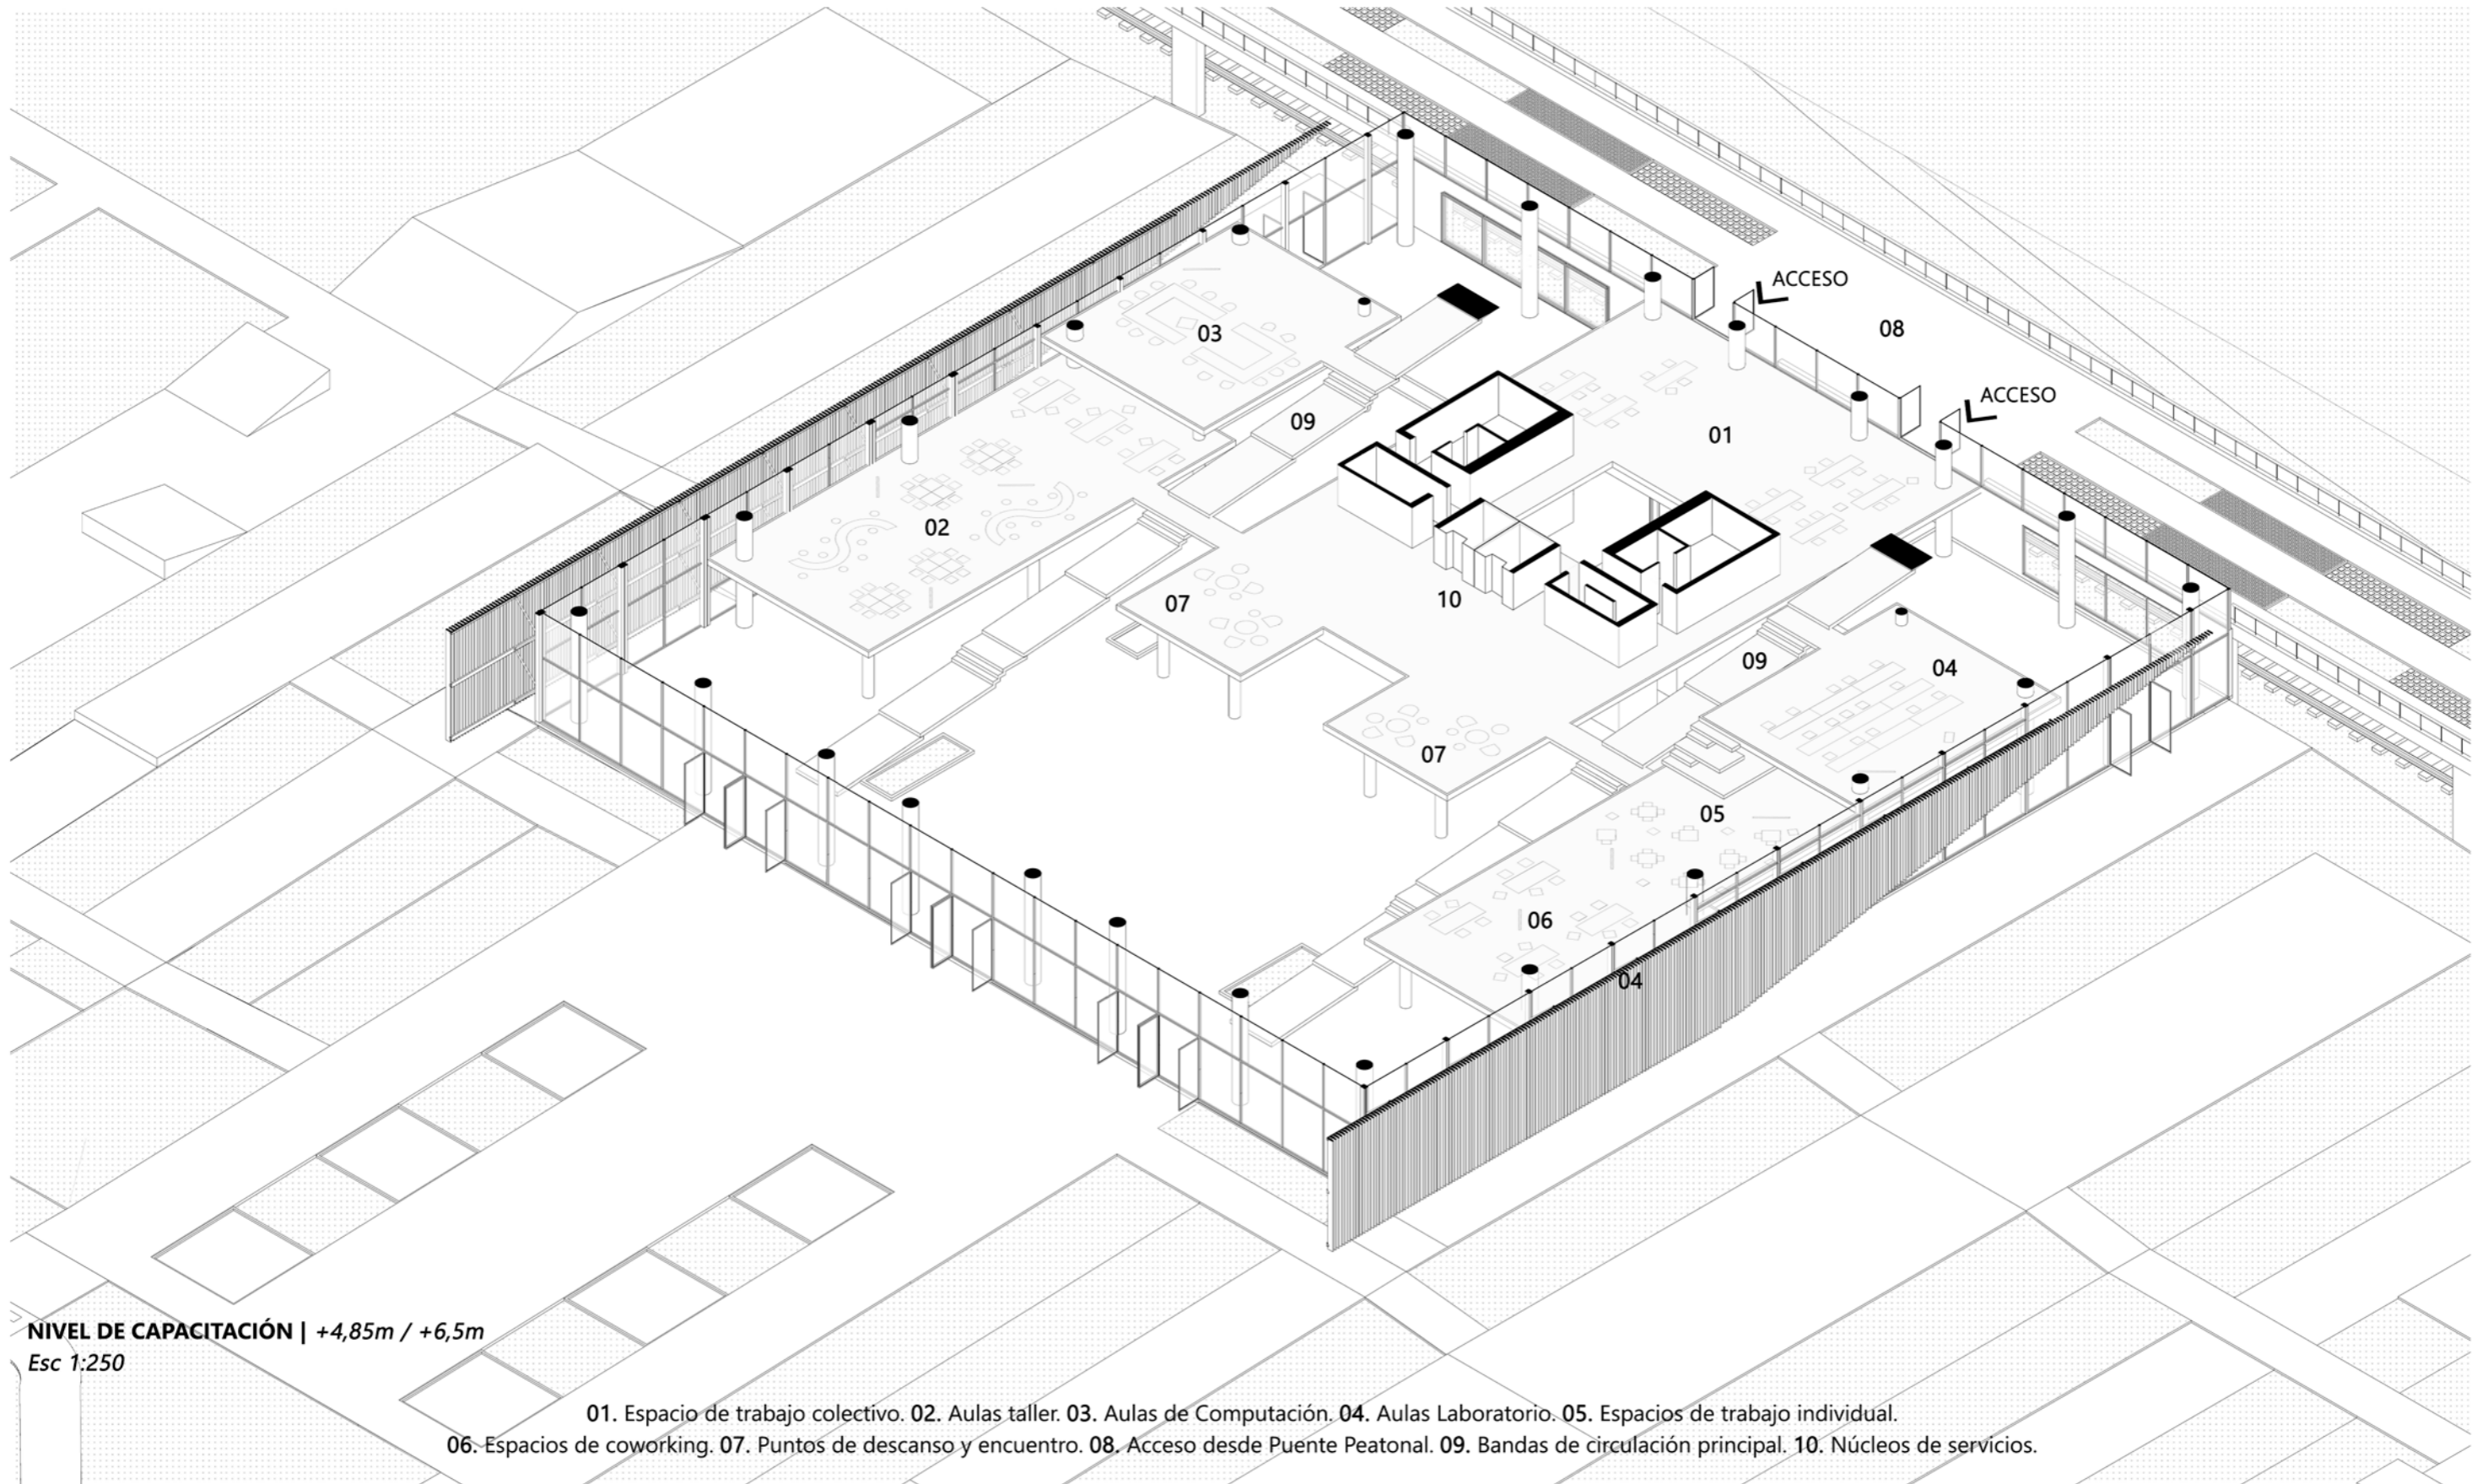 ACCESO
08
03
ACCESO
09
01
02
07
10
09
04
07
05
06
04
NIVEL DE CAPACITACIÓN | +4,85m / +6,5m
Esc 1:250
01. Espacio de trabajo colectivo. 02. Aulas taller. 03. Aulas de Computación. 04. Aulas Laboratorio. 05. Espacios de trabajo individual.
06. Espacios de coworking. 07. Puntos de descanso y encuentro. 08. Acceso desde Puente Peatonal. 09. Bandas de circulación principal. 10. Núcleos de servicios.